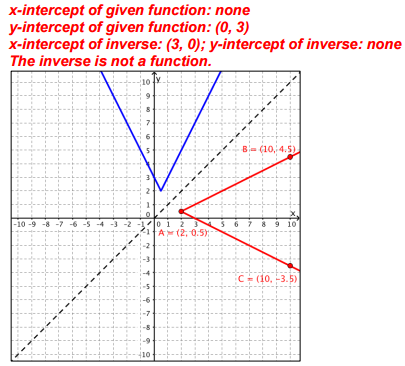 x-intercept of given function: none
y-intercept of given function: (0, 3)
x-intercept of inverse: (3, 0); y-intercept of inverse: none
The inverse is not a function.
y
10
9
8
7
6
5
4
3
2
1
0
B = (10, 4.5)
x
-10 -9 -8 -7 -6 -5 -4 -3 -2 -1 0 1 2 3 4 5 6 7 8 9 10
A = (2, 0.5)
-1
-2
-3
-4
C = (10, -3.5)
-5
-6
-7
-8
-9
-10